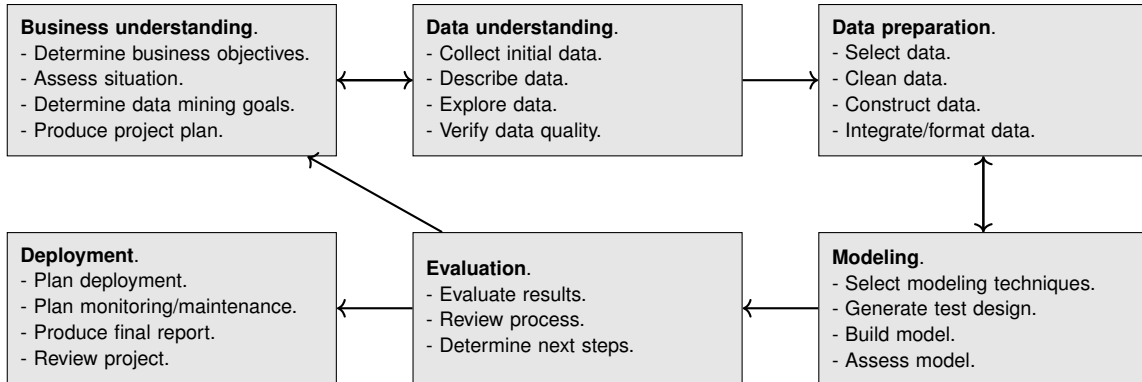 Business understanding.
- Determine business objectives.
- Assess situation.
- Determine data mining goals.
- Produce project plan.
Data understanding.
- Collect initial data.
- Describe data.
- Explore data.
- Verify data quality.
Data preparation.
- Select data.
- Clean data.
- Construct data.
- Integrate/format data.
Deployment.
- Plan deployment.
- Plan monitoring/maintenance.
- Produce final report.
- Review project.
Evaluation.
- Evaluate results.
- Review process.
- Determine next steps.
Modeling.
- Select modeling techniques.
- Generate test design.
- Build model.
- Assess model.